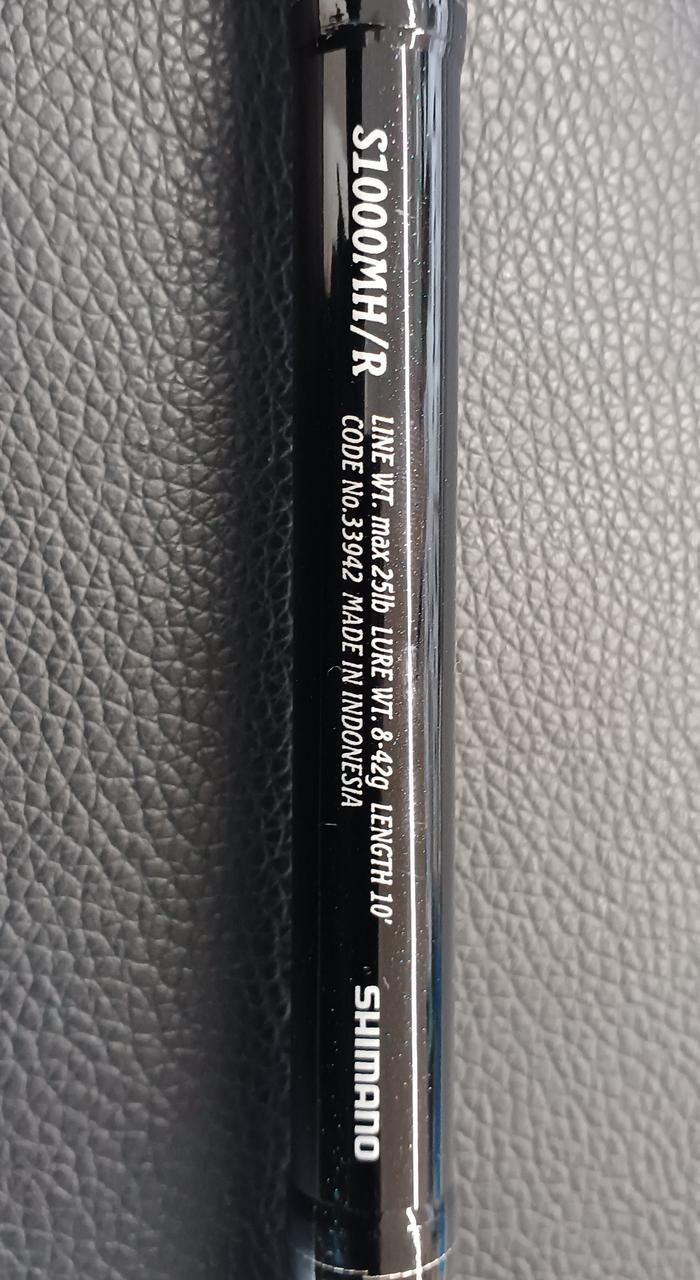 S1000MH/R
LINE WT. max 25lb LURE WT. 8-42g LENGTH 10'
CODE No.33942 MADE IN INDONESIA
SHIMANO